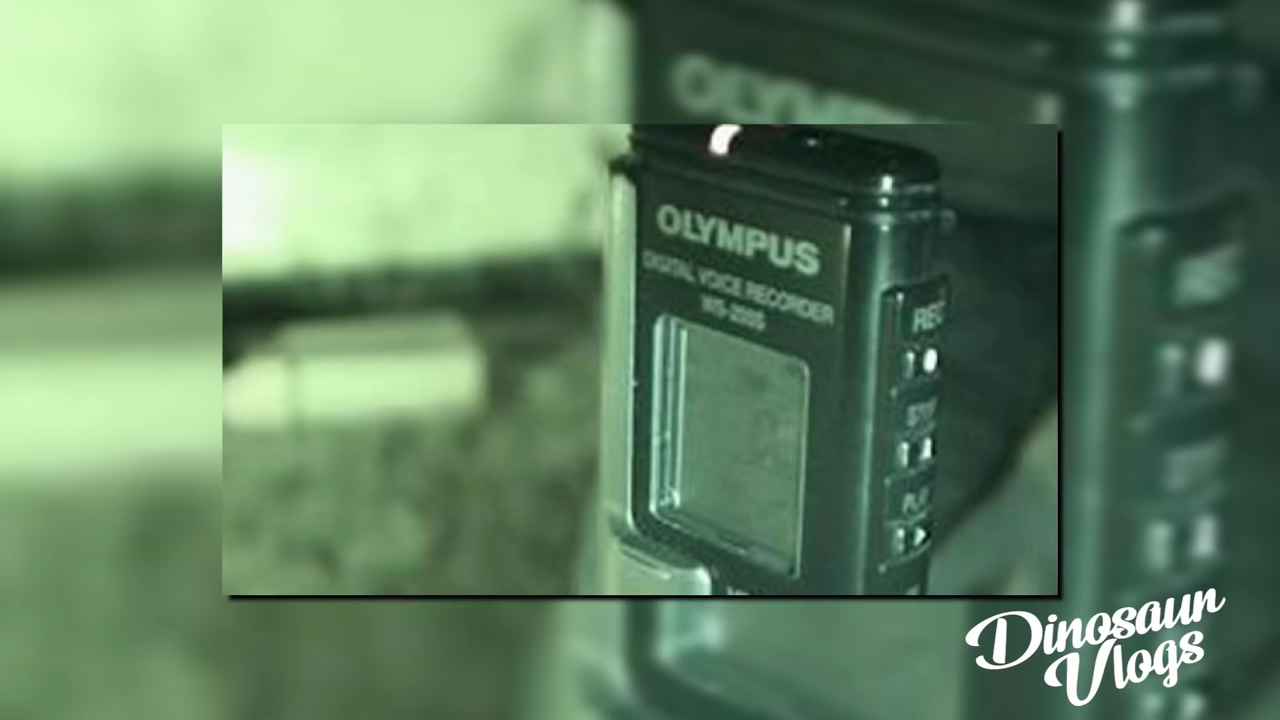 OLYMPUS
DIGITAL VOICE RECORDER
REC
STOP
PLAY
Dinosaur
Vlogs